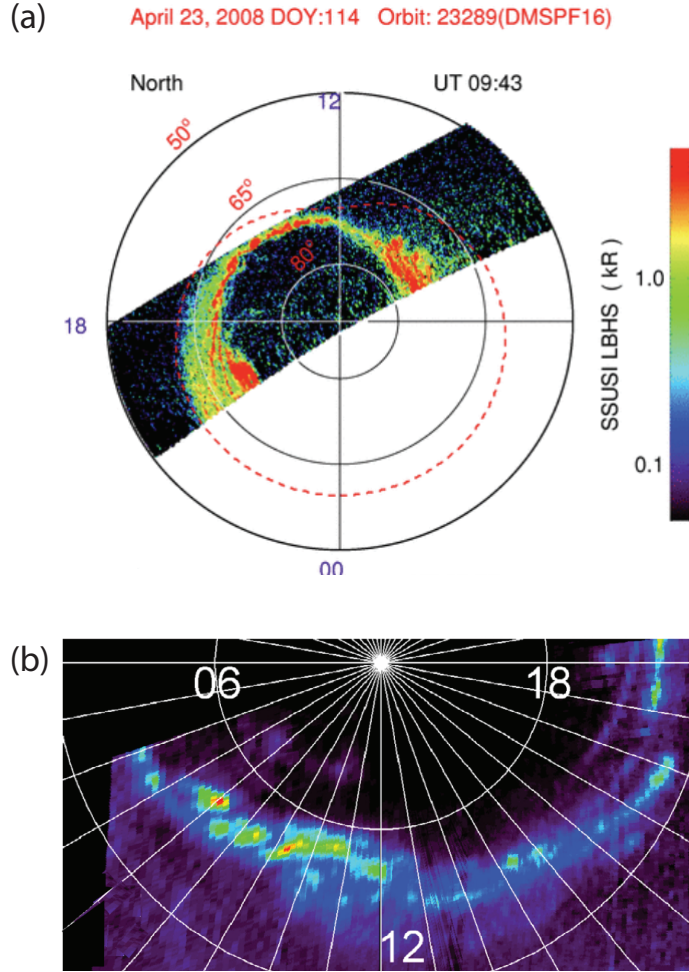 (a)
April 23, 2008 DOY:114 Orbit: 23289(DMSPF16)
North
UT 09:43
12
50°
65°
80°
18
00
SSUSI LBHS ( kR )
1.0
0.1
(b)
06
18
12